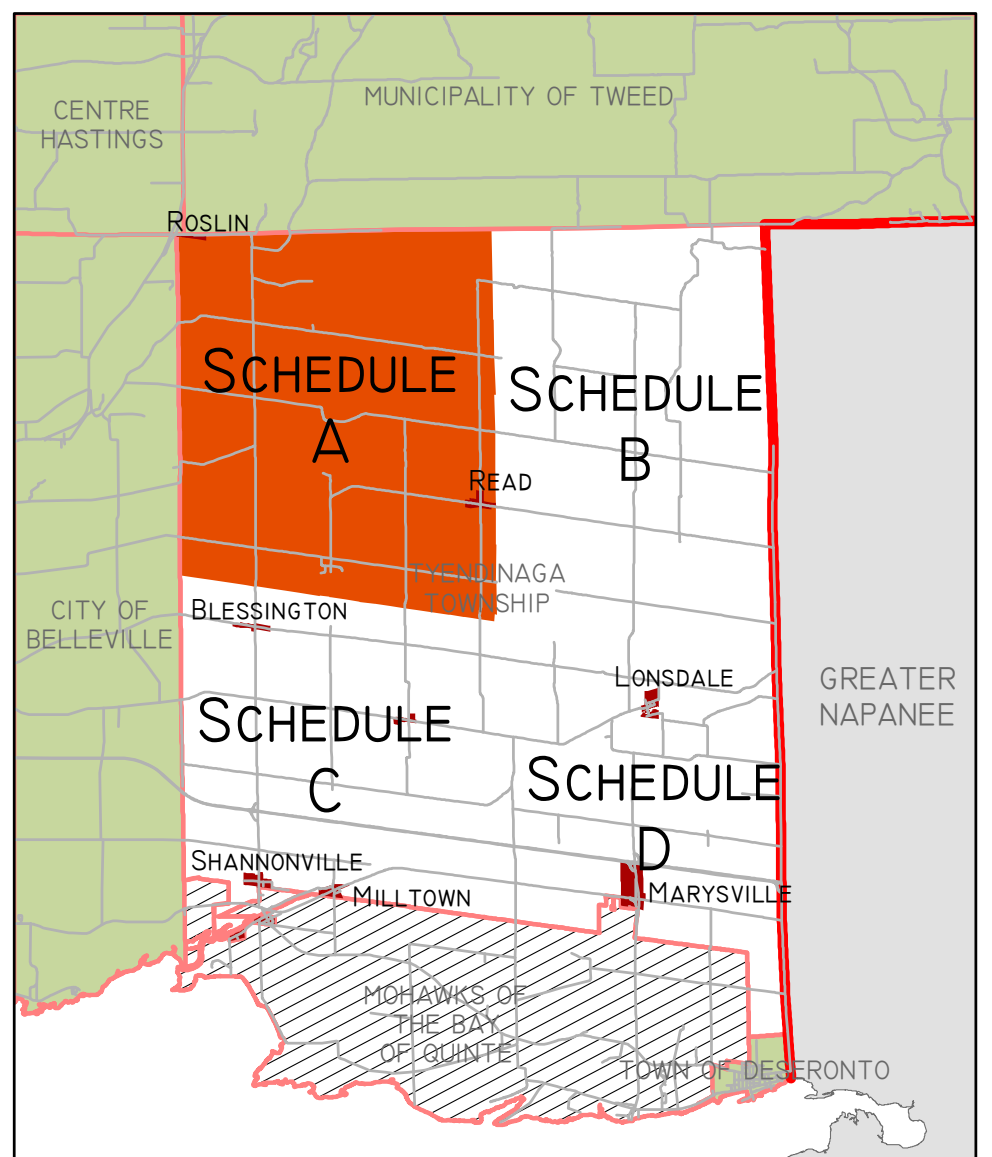 CENTRE
HASTINGS
MUNICIPALITY OF TWEED
ROSLIN
SCHEDULE
A
SCHEDULE
B
READ
TYENDINAGA
TOWNSHIP
CITY OF
BELLEVILLE
BLESSINGTON
LONSDALE
GREATER
NAPANEE
SCHEDULE
C
SCHEDULE
D
SHANNONVILLE
MILLTOWN
MARYSVILLE
MOHAWKS OF
THE BAY
OF QUINTE
TOWN OF DESERONTO